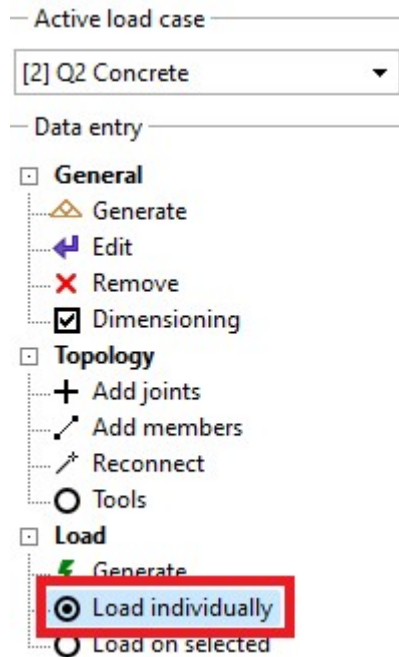 Active load case
[2] Q2 Concrete
Data entry
General
Generate
Edit
Remove
Dimensioning
Topology
Add joints
Add members
Reconnect
Tools
Load
Generate
Load individually
Load on selected